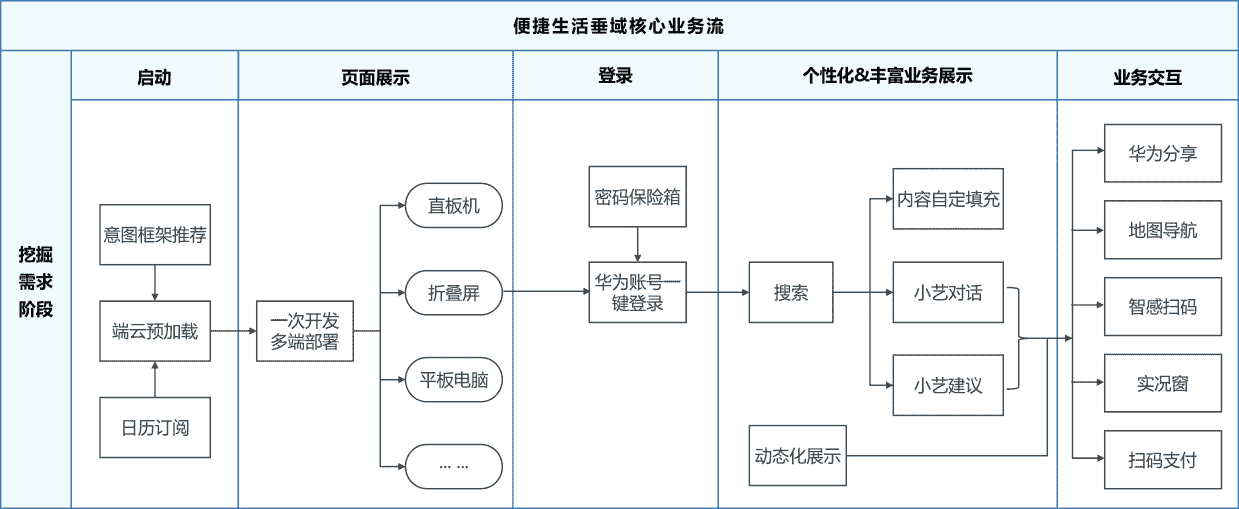 便捷生活垂域核心业务流
启动
页面展示
登录
个性化&丰富业务展示
业务交互
挖掘
需求
阶段
意图框架推荐
端云预加载
日历订阅
一次开发
多端部署
直板机
折叠屏
平板电脑
... ...
密码保险箱
华为账号一
键登录
搜索
内容自定填充
小艺对话
小艺建议
动态化展示
华为分享
地图导航
智感扫码
实况窗
扫码支付